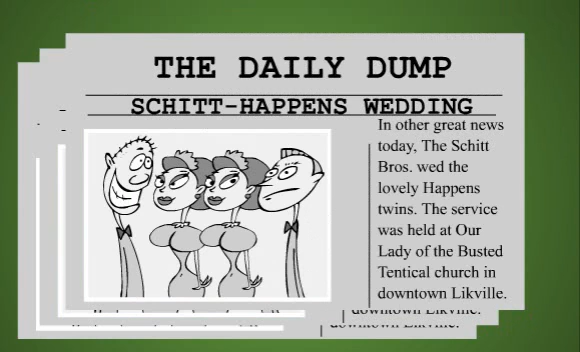 THE DAILY DUMP
SCHITT-HAPPENS WEDDING
In other great news
today, The Schitt
Bros. wed the
lovely Happens
twins. The service
was held at Our
Lady of the Busted
Tentical church in
downtown Likville.
downtown Likville.
downtown Likville.